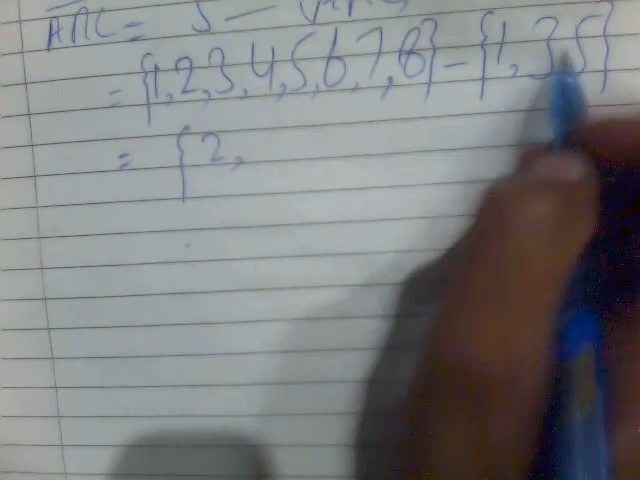 A∩C = S –
= {1,2,3,4,5,6,7,8} – {1,3,5}
= {2,